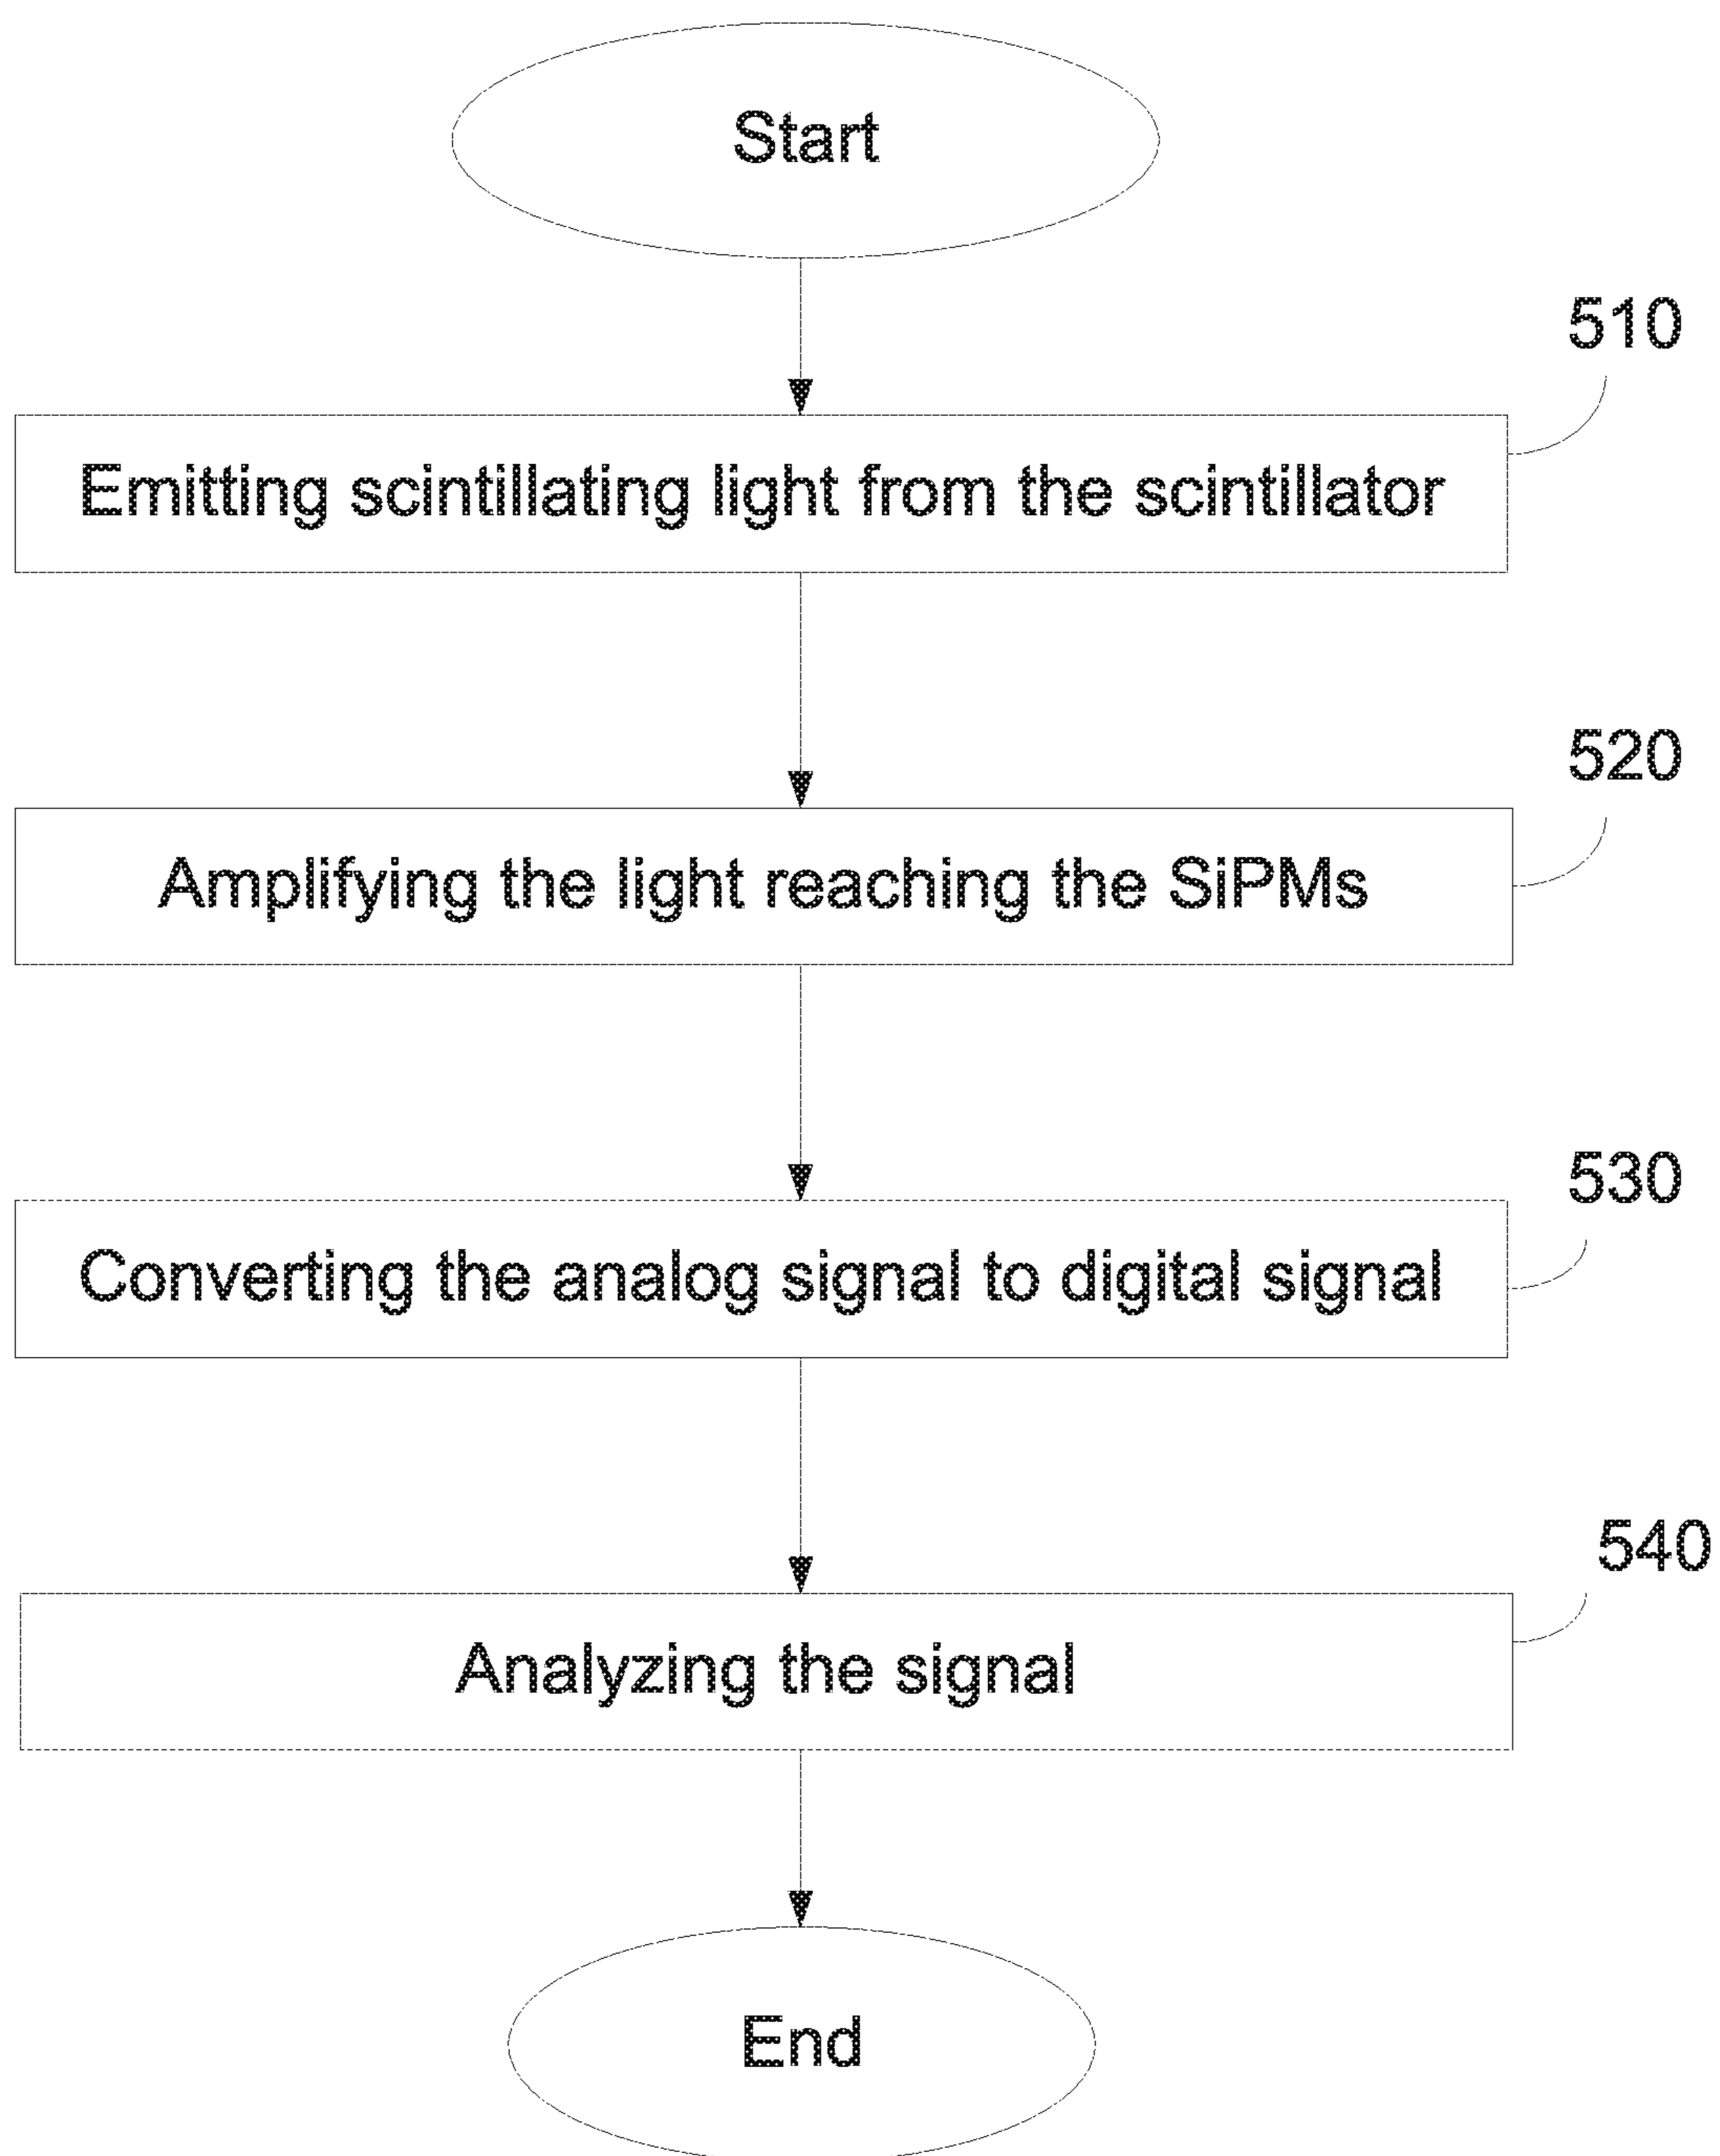 Start
510
Emitting scintillating light from the scintillator
520
Amplifying the light reaching the SiPMs
530
Converting the analog signal to digital signal
540
Analyzing the signal
End